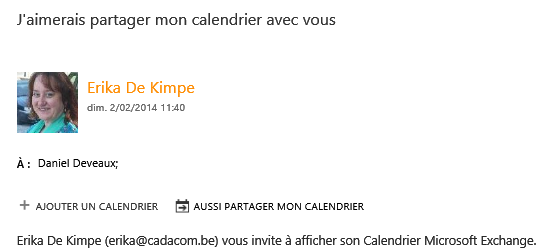 J'aimerais partager mon calendrier avec vous
Erika De Kimpe
dim. 2/02/2014 11:40
À : Daniel Deveaux;
+ AJOUTER UN CALENDRIER AUSSI PARTAGER MON CALENDRIER
Erika De Kimpe (erika@cadacom.be) vous invite à afficher son Calendrier Microsoft Exchange.